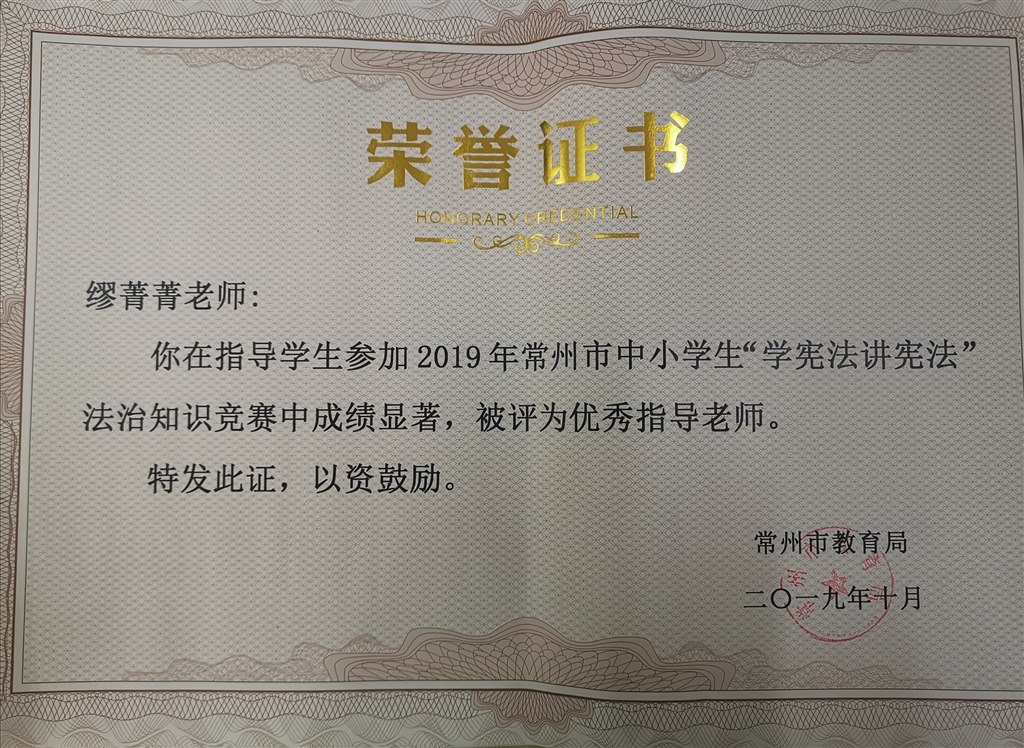 荣誉证书
HONORARY CREDENTIAL
缪菁菁老师:
你在指导学生参加2019年常州市中小学生“学宪法讲宪法”
法治知识竞赛中成绩显著，被评为优秀指导老师。
特发此证，以资鼓励。
常州市教育局
二〇一九年十月